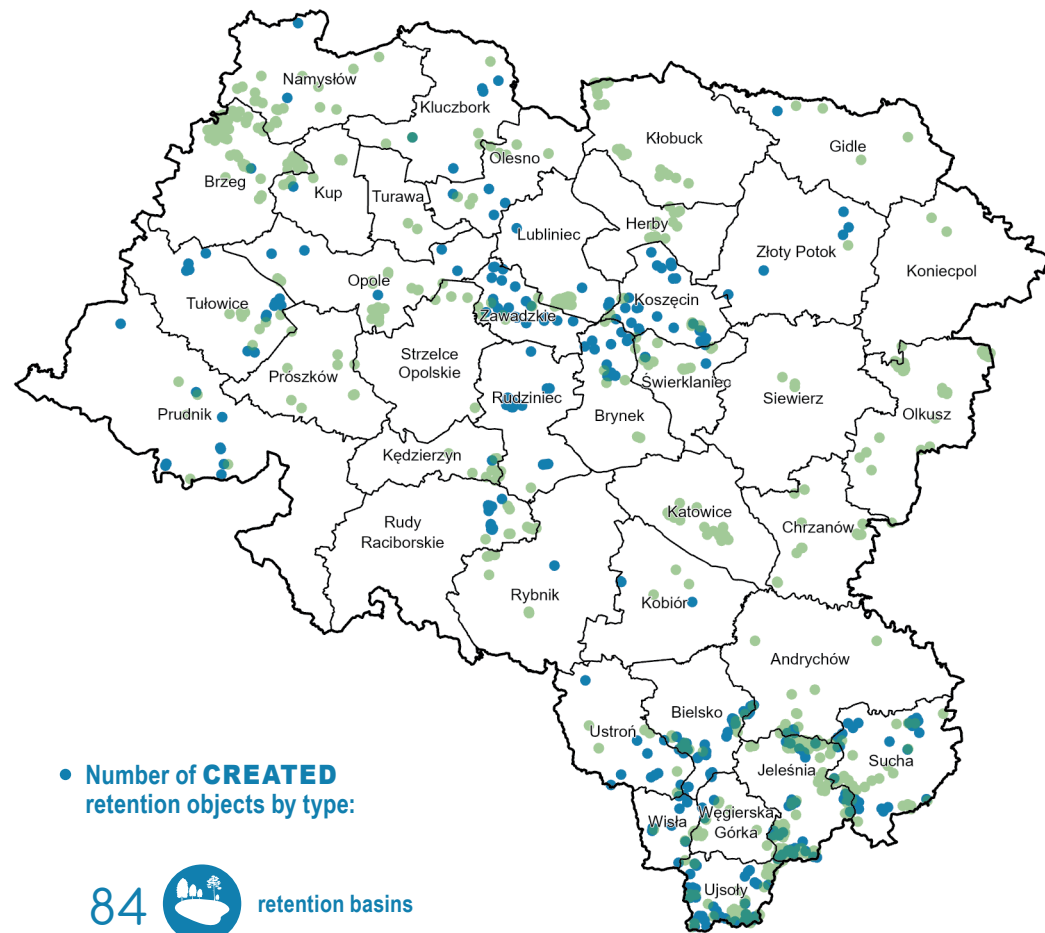 Namysłów
Kluczbork
Kłobuck
Gidle
Olesno
Brzeg
Kup
Turawa
Herby
Lubliniec
Złoty Potok
Koniecpol
Opole
Tułowice
Koszęcin
Zawadzkie
Strzelce
Opolskie
Prószków
Świerklaniec
Rudziniec
Siewierz
Olkusz
Prudnik
Brynek
Kędzierzyn
Katowice
Chrzanów
Rudy
Raciborskie
Rybnik
Kobiór
Andrychów
Bielsko
Ustroń
Jeleśnia
Sucha
Wisła
Węgierska
Górka
Ujsoły
Number of CREATED
retention objects by type:
84 retention basins